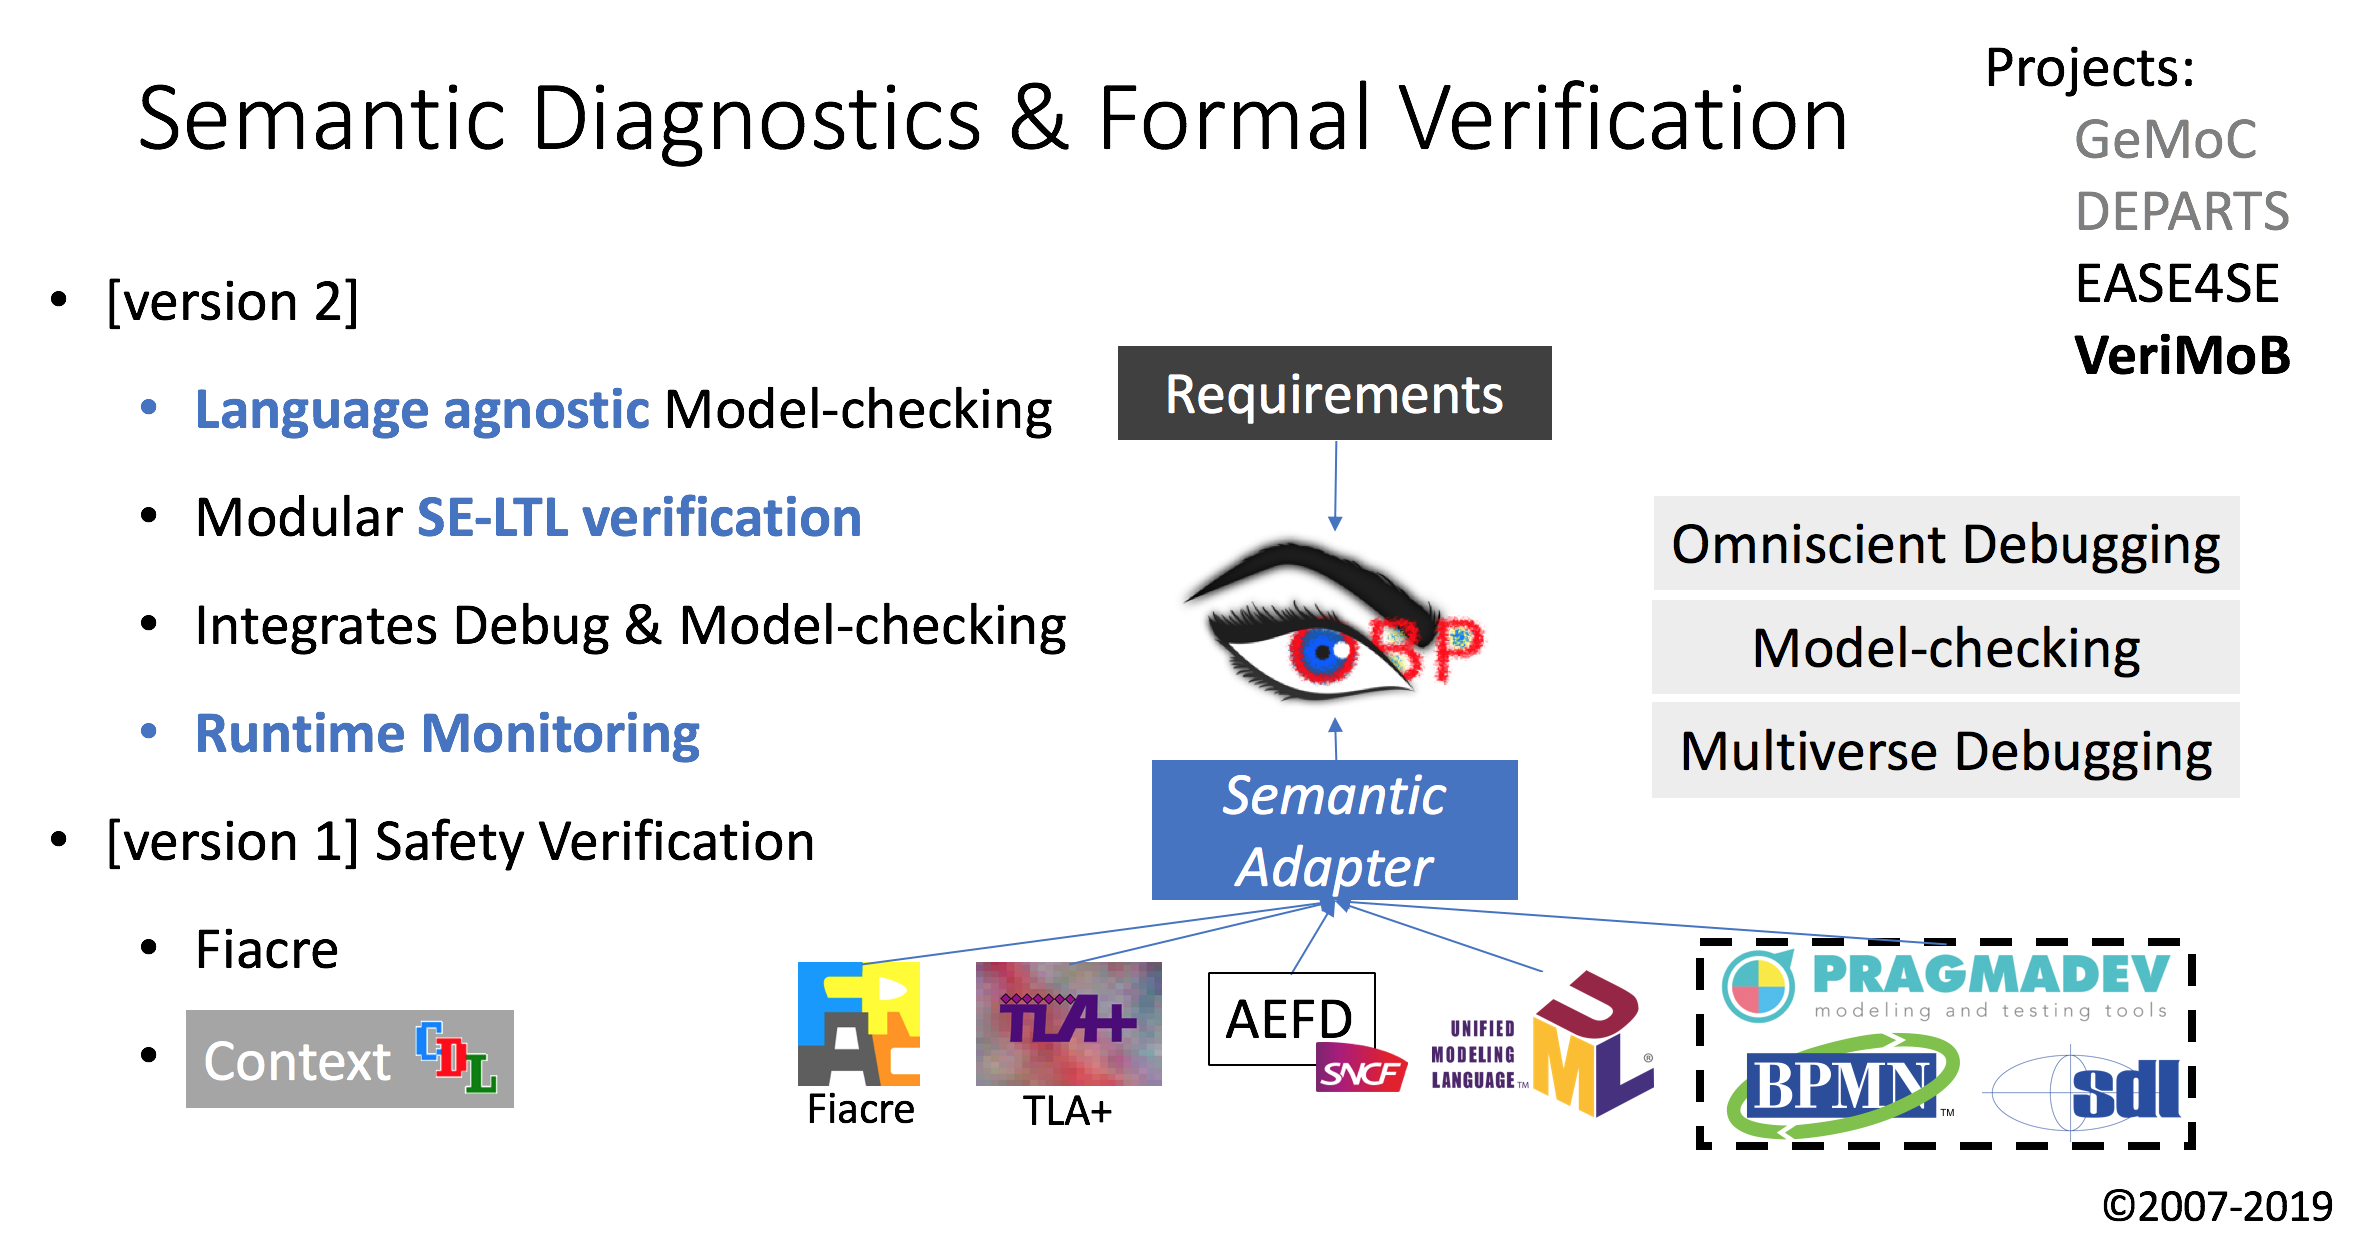 Semantic Diagnostics & Formal Verification
Projects:
GeMoC
DEPARTS
EASE4SE
VeriMoB
• [version 2]
• Language agnostic Model-checking
• Modular SE-LTL verification
• Integrates Debug & Model-checking
• Runtime Monitoring
• [version 1] Safety Verification
• Fiacre
• Context CDL
Requirements
BP
Semantic
Adapter
Omniscient Debugging
Model-checking
Multiverse Debugging
Fiacre
TLA+
TLA+
AEFD
SNCF
UNIFIED
MODELING
LANGUAGE™
UML®
PRAGMADEV
modeling and testing tools
BPMN™
sdl
©2007-2019